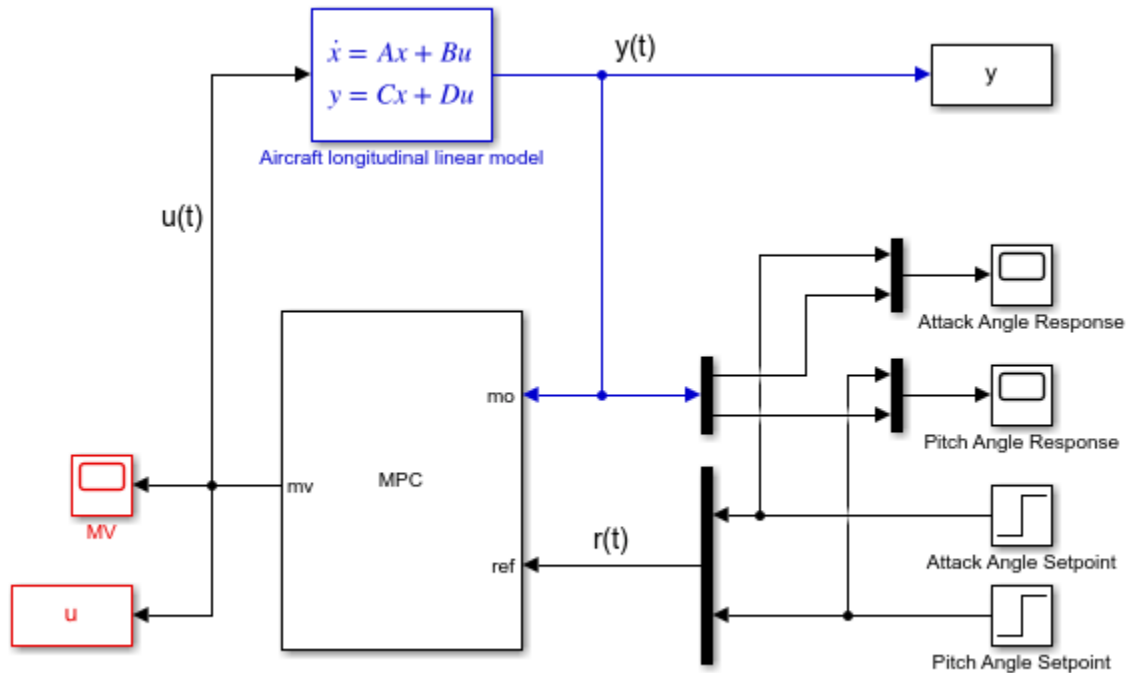 y(t)
ẋ = Ax + Bu
y = Cx + Du
y
Aircraft longitudinal linear model
u(t)
Attack Angle Response
mo
Pitch Angle Response
MPC
mv
MV
r(t)
ref
Attack Angle Setpoint
u
Pitch Angle Setpoint